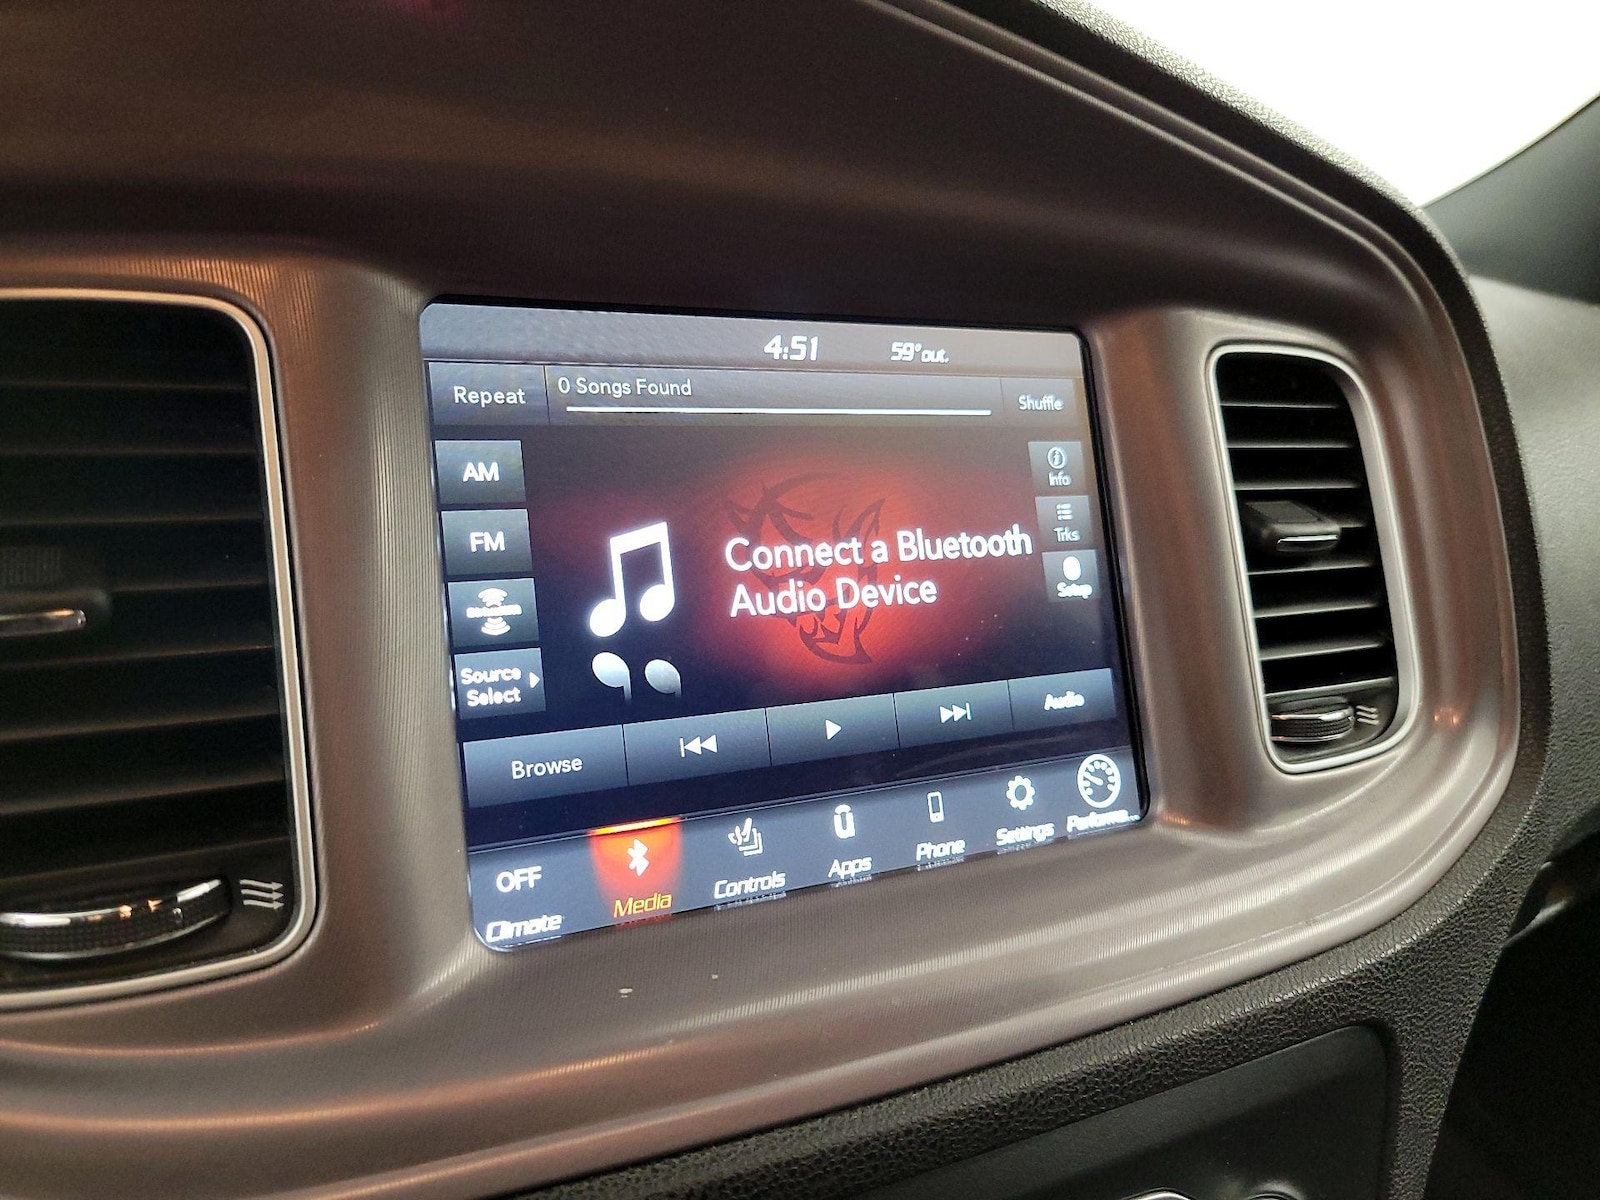 4:51 59° out.
Repeat 0 Songs Found Shuffle
AM
FM
Source
Select
Connect a Bluetooth
Audio Device
Info
Trks
Setup
Browse
Audio
OFF
Climate
Media
Controls
Apps
Phone
Settings